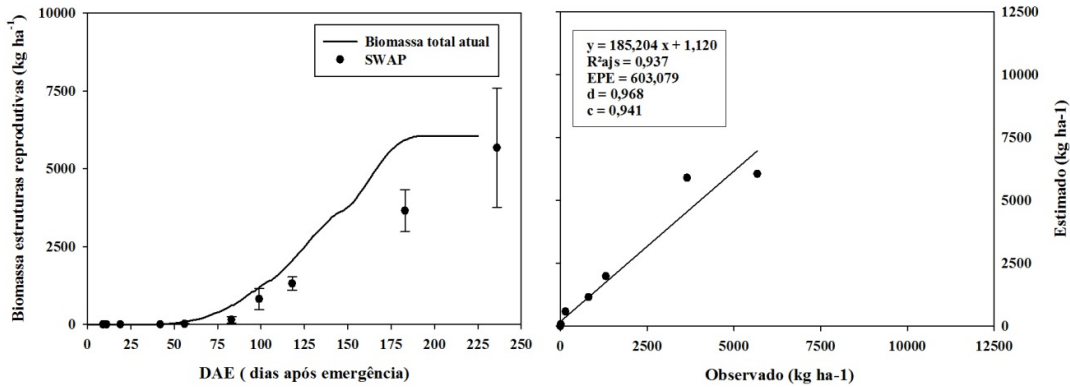 Biomassa estruturas reprodutivas (kg ha⁻¹)
10000
7500
5000
2500
0
Biomassa total atual
SWAP
0 25 50 75 100 125 150 175 200 225 250
DAE ( dias após emergência)
y = 185,204 x + 1,120
R²ajs = 0,937
EPE = 603,079
d = 0,968
c = 0,941
12500
10000
7500
5000
2500
0
Estimado (kg ha-1)
0 2500 5000 7500 10000 12500
Observado (kg ha-1)